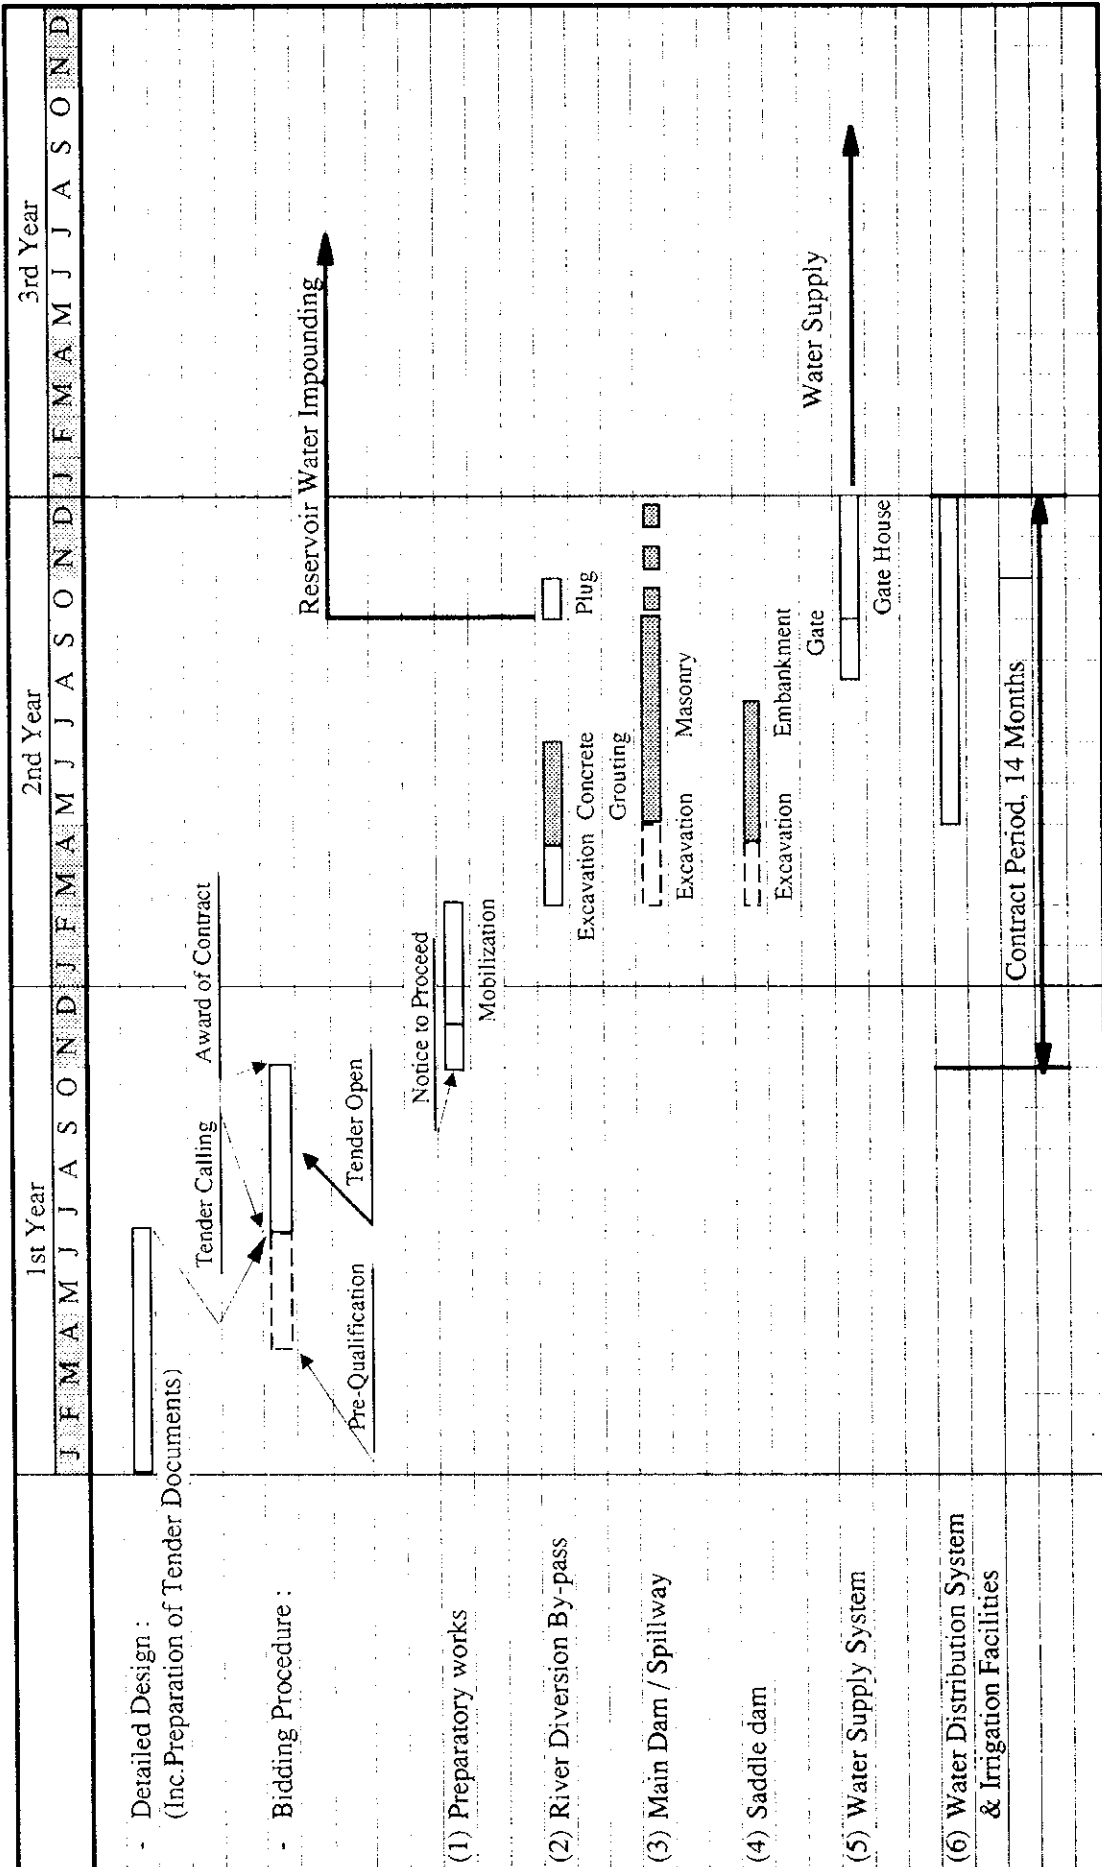 1st Year
2nd Year
3rd Year
J F M A M J J A S O N D J F M A M J J A S O N D J F M A M J J A S O N D
- Detailed Design :
(Inc.Preparation of Tender Documents)
Tender Calling
Award of Contract
- Bidding Procedure :
Reservoir Water Impounding
Pre-Qualification
Tender Open
Notice to Proceed
(1) Preparatory works
Mobilization
(2) River Diversion By-pass
Excavation Concrete
Plug
Grouting
(3) Main Dam / Spillway
Excavation
Masonry
(4) Saddle dam
Excavation
Embankment
Water Supply
Gate
(5) Water Supply System
Gate House
(6) Water Distribution System
& Irrigation Facilities
Contract Period, 14 Months